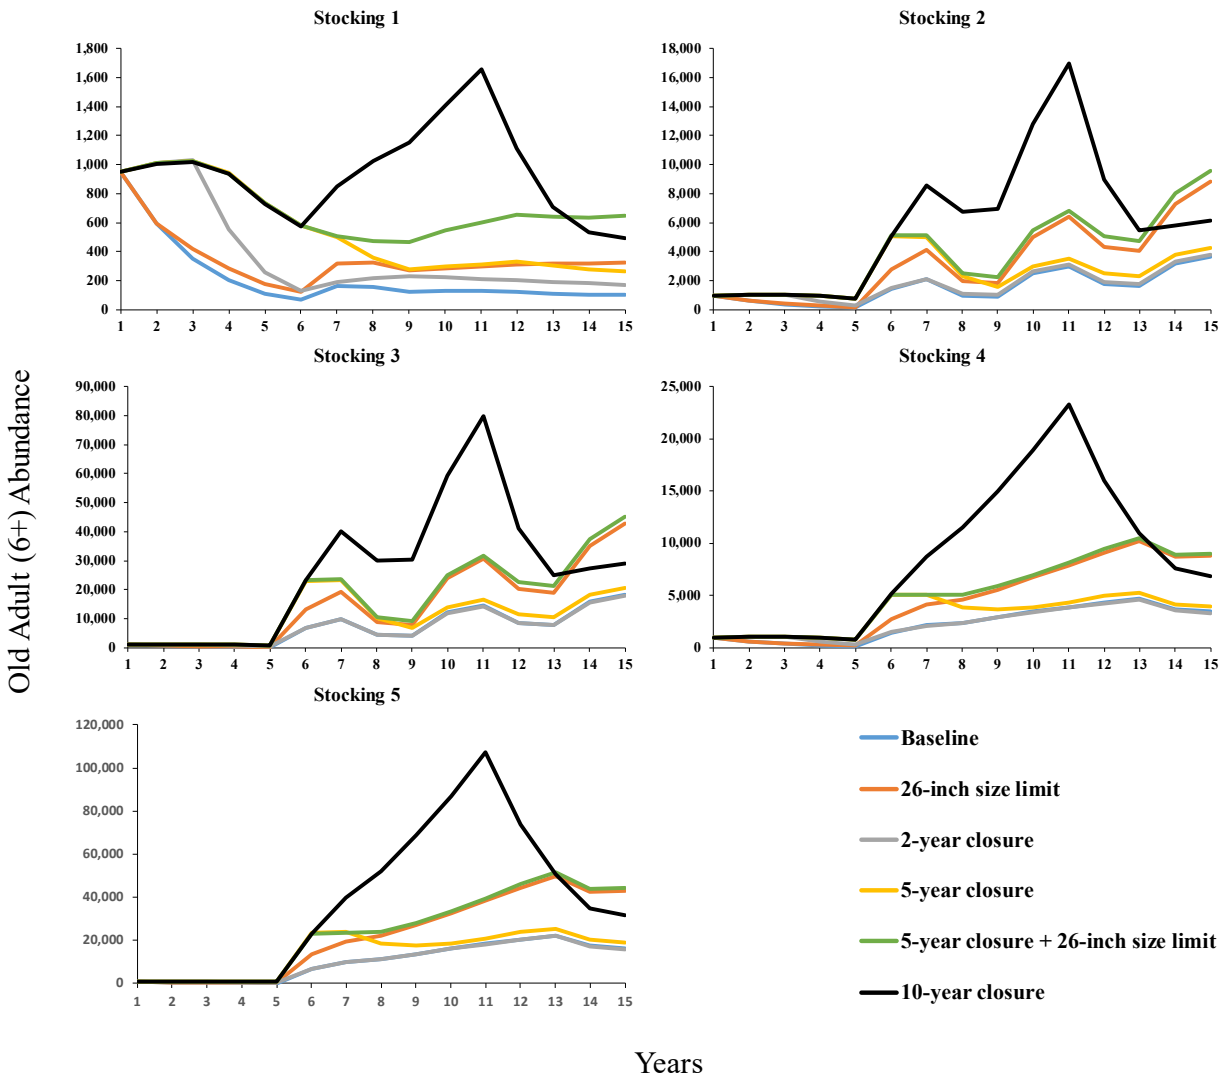 Stocking 1
1,800
1,600
1,400
1,200
1,000
800
600
400
200
0
1 2 3 4 5 6 7 8 9 10 11 12 13 14 15
Stocking 2
18,000
16,000
14,000
12,000
10,000
8,000
6,000
4,000
2,000
0
1 2 3 4 5 6 7 8 9 10 11 12 13 14 15
Old Adult (6+) Abundance
Stocking 3
90,000
80,000
70,000
60,000
50,000
40,000
30,000
20,000
10,000
0
1 2 3 4 5 6 7 8 9 10 11 12 13 14 15
Stocking 4
25,000
20,000
15,000
10,000
5,000
0
1 2 3 4 5 6 7 8 9 10 11 12 13 14 15
Stocking 5
120,000
100,000
80,000
60,000
40,000
20,000
0
1 2 3 4 5 6 7 8 9 10 11 12 13 14 15
Baseline
26-inch size limit
2-year closure
5-year closure
5-year closure + 26-inch size limit
10-year closure
Years